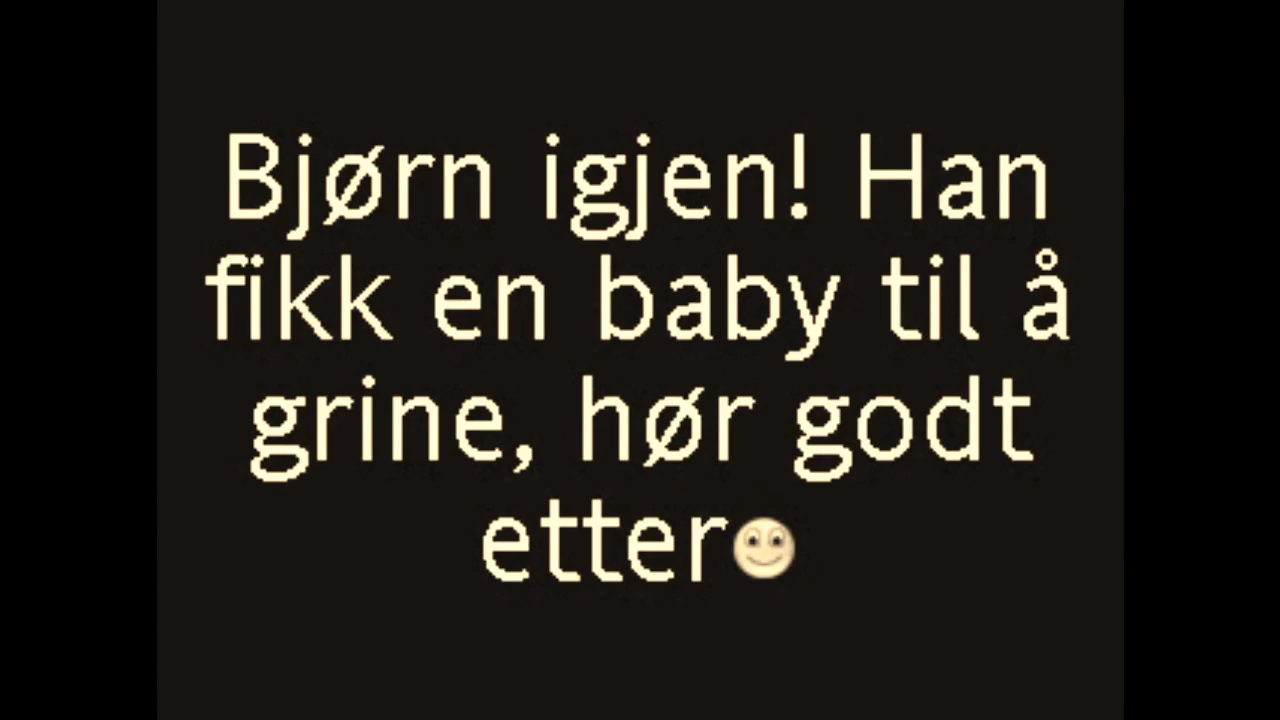 Bjørn igjen! Han
fikk en baby til å
grine, hør godt
etter🙂